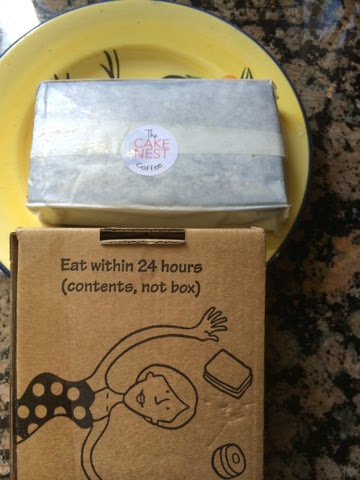 The
CAKE
NEST
Coffee
Eat within 24 hours
(contents, not box)